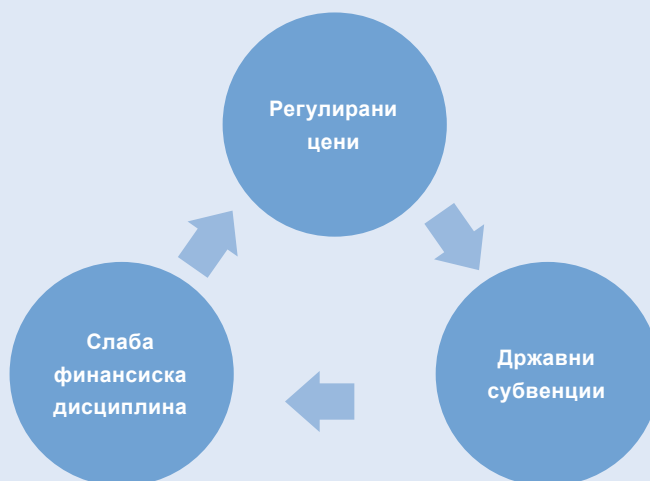 Регулирани
цени
Слаба
финансиска
дисциплина
Државни
субвенции